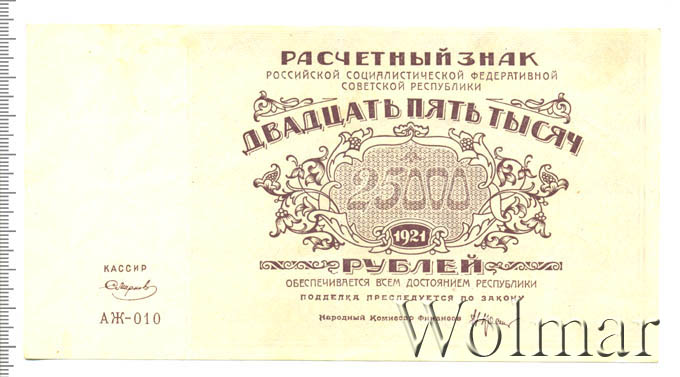 РАСЧЕТНЫЙ ЗНАК
РОССИЙСКОЙ СОЦИАЛИСТИЧЕСКОЙ ФЕДЕРАТИВНОЙ
СОВЕТСКОЙ РЕСПУБЛИКИ
ДВАДЦАТЬ ПЯТЬ ТЫСЯЧ
25000
1921
РУБЛЕЙ
ОБЕСПЕЧИВАЕТСЯ ВСЕМ ДОСТОЯНИЕМ РЕСПУБЛИКИ
ПОДДЕЛКА ПРЕСЛЕДУЕТСЯ ПО ЗАКОНУ
Народный Комиссар Финансов
КАССИР
АЖ-010
Wolmar